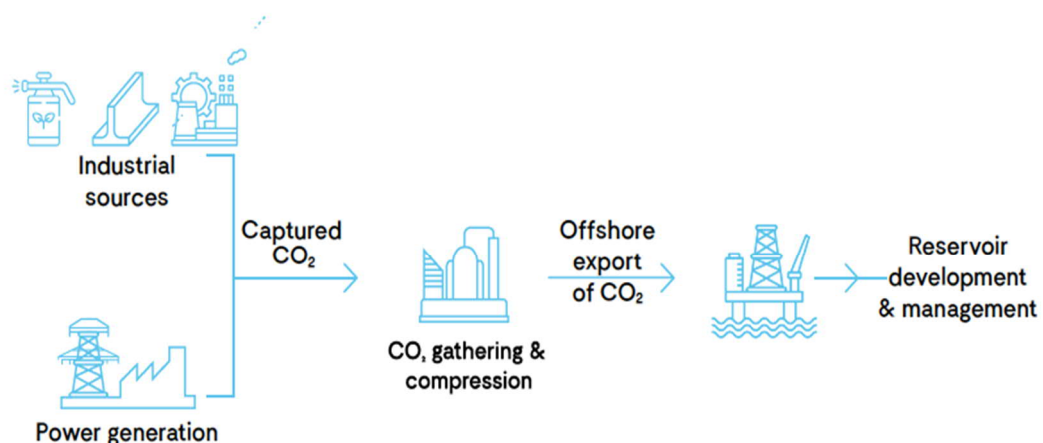 Industrial
sources
Captured
CO₂
Offshore
export
of CO₂
Reservoir
development
& management
CO, gathering &
compression
Power generation